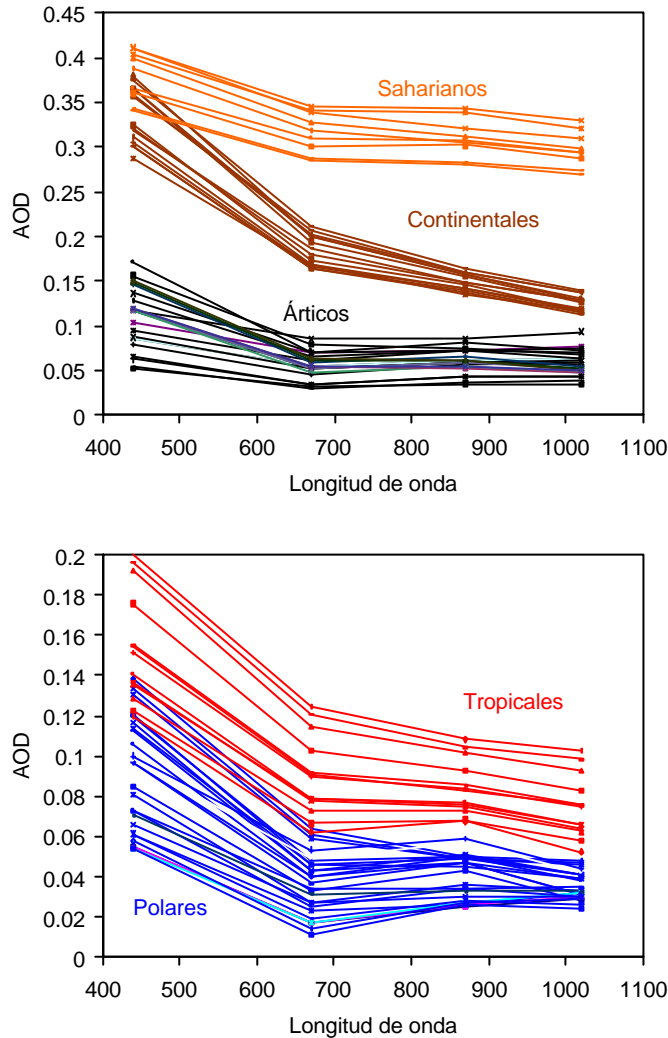 0.45
0.4
0.35
0.3
0.25
0.2
0.15
0.1
0.05
0
AOD
Saharianos
Continentales
Árticos
400 500 600 700 800 900 1000 1100
Longitud de onda
0.2
0.18
0.16
0.14
0.12
0.1
0.08
0.06
0.04
0.02
0
AOD
Tropicales
Polares
400 500 600 700 800 900 1000 1100
Longitud de onda